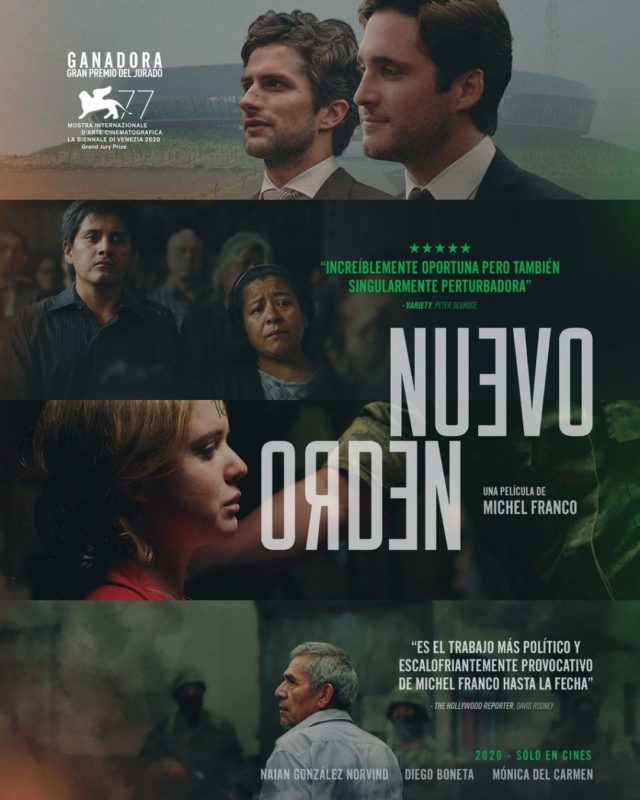 GANADORA
GRAN PREMIO DEL JURADO
77
MOSTRA INTERNAZIONALE
D'ARTE CINEMATOGRAFICA
LA BIENNALE DI VENEZIA 2020
Grand Jury Prize
★★★★★
“INCREÍBLEMENTE OPORTUNA PERO TAMBIÉN
SINGULARMENTE PERTURBADORA”
- VARIETY, PETER DEBRUGE
NUEVO
ORDEN
UNA PELÍCULA DE
MICHEL FRANCO
“ES EL TRABAJO MÁS POLÍTICO Y
ESCALOFRIANTEMENTE PROVOCATIVO
DE MICHEL FRANCO HASTA LA FECHA”
- THE HOLLYWOOD REPORTER, DAVID ROONEY
2020 · SÓLO EN CINES
NAIAN GONZÁLEZ NORVIND DIEGO BONETA MÓNICA DEL CARMEN